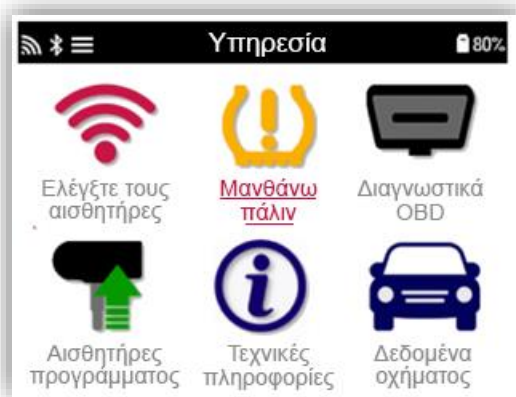 Υπηρεσία 80%
Ελέγξτε τους
αισθητήρες
Μανθάνω
πάλιν
Διαγνωστικά
OBD
Αισθητήρες
προγράμματος
Τεχνικές
πληροφορίες
Δεδομένα
οχήματος